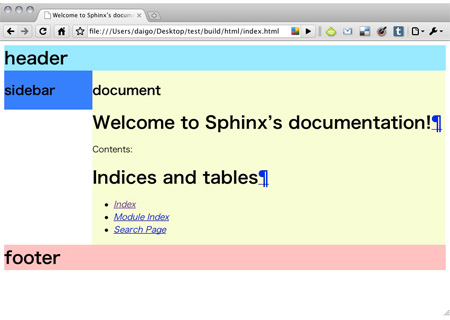 Welcome to Sphinx's docume
file:///Users/daigo/Desktop/test/build/html/index.html
header
sidebar
document
Welcome to Sphinx's documentation!¶
Contents:
Indices and tables¶
Index
Module Index
Search Page
footer